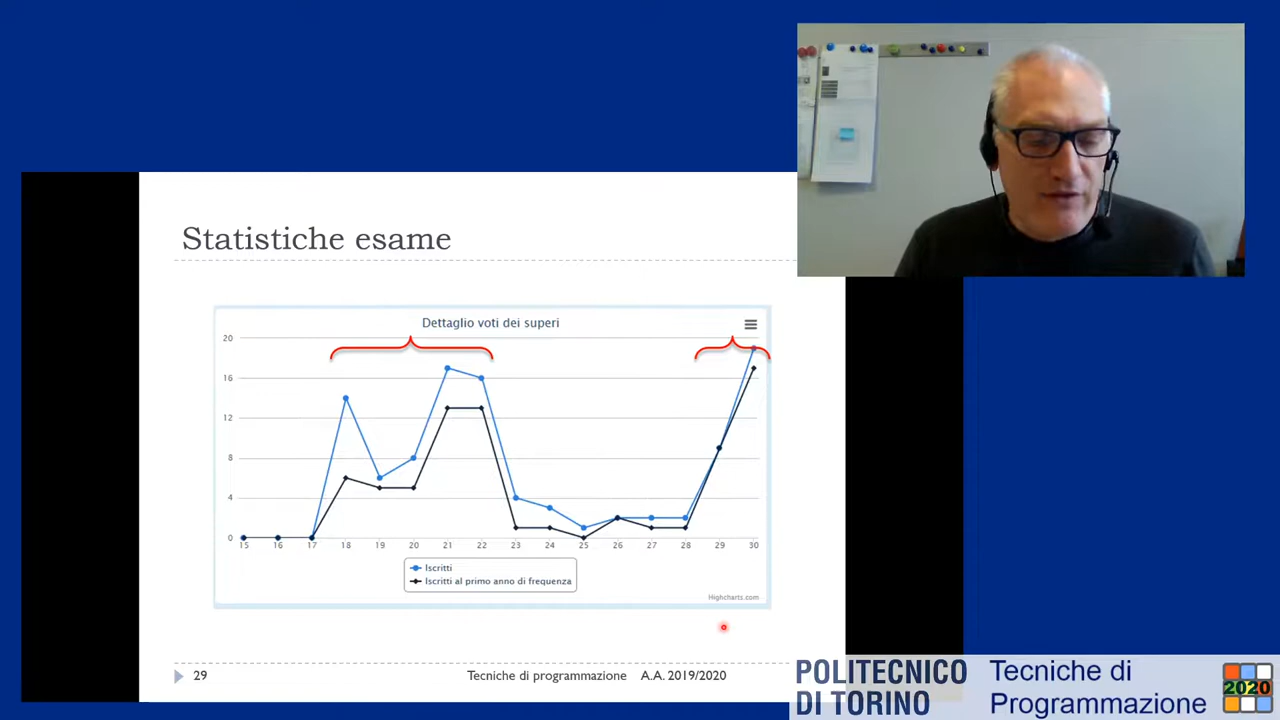 Statistiche esame
Dettaglio voti dei superi
20
16
12
8
4
0
15 16 17 18 19 20 21 22 23 24 25 26 27 28 29 30
Iscritti
Iscritti al primo anno di frequenza
Highcharts.com
29
Tecniche di programmazione A.A. 2019/2020
POLITECNICO
DI TORINO
Tecniche di
Programmazione
2020